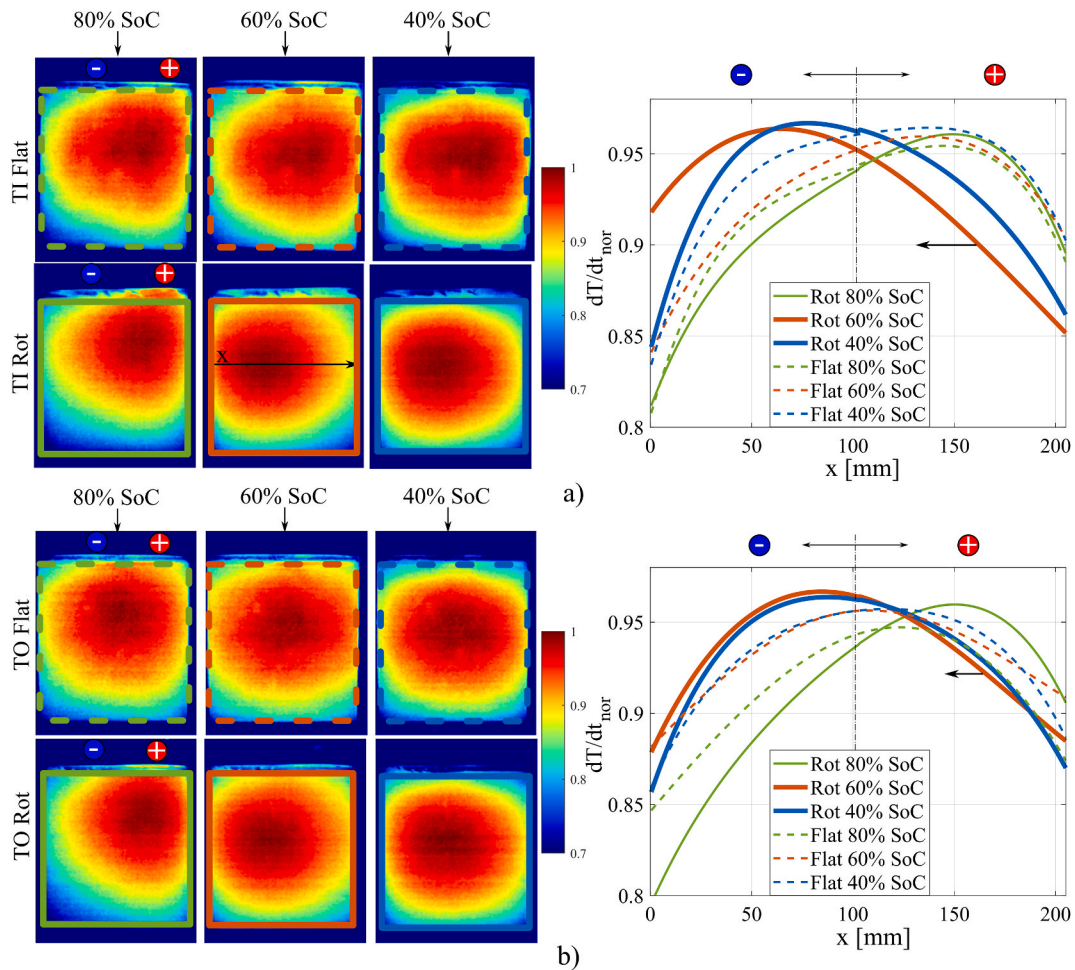 80% SoC 60% SoC 40% SoC
- +
TI Flat
- +
TI Rot
X
1
0.9
0.8
0.7
dT/dt_nor
- +
0.95
0.9
0.85
0.8
Rot 80% SoC
Rot 60% SoC
Rot 40% SoC
Flat 80% SoC
Flat 60% SoC
Flat 40% SoC
0 50 100 150 200
x [mm]
a)
80% SoC 60% SoC 40% SoC
- +
TO Flat
- +
TO Rot
1
0.9
0.8
0.7
dT/dt_nor
- +
0.95
0.9
0.85
0.8
Rot 80% SoC
Rot 60% SoC
Rot 40% SoC
Flat 80% SoC
Flat 60% SoC
Flat 40% SoC
0 50 100 150 200
x [mm]
b)